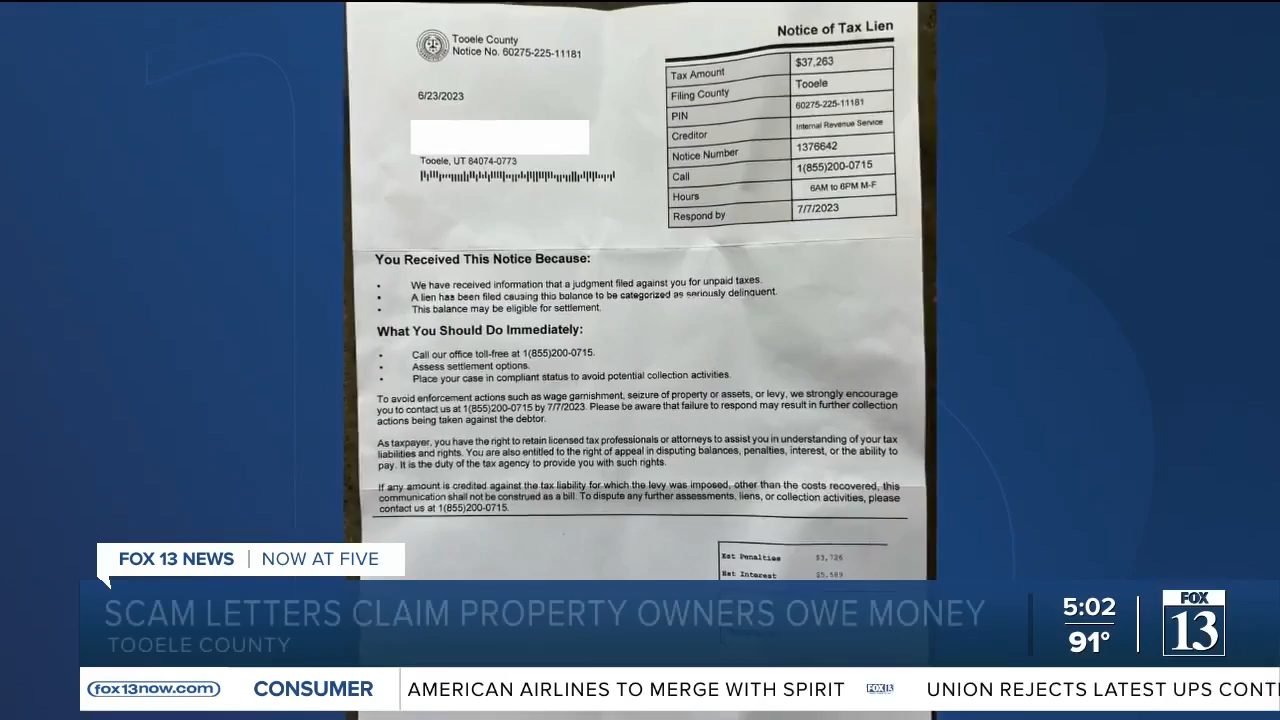 Tooele County
Notice No. 60275-225-11181
6/23/2023
Tooele, UT 84074-0773
Notice of Tax Lien
Tax Amount $37,263
Filing County Tooele
PIN 60275-225-11181
Creditor Internal Revenue Service
Notice Number 1376642
Call 1(855)200-0715
Hours 6AM to 6PM M-F
Respond by 7/7/2023
You Received This Notice Because:
• We have received information that a judgment filed against you for unpaid taxes.
• A lien has been filed causing this balance to be categorized as seriously delinquent.
• This balance may be eligible for settlement.
What You Should Do Immediately:
• Call our office toll-free at 1(855)200-0715.
• Assess settlement options.
• Place your case in compliant status to avoid potential collection activities.
To avoid enforcement actions such as wage garnishment, seizure of property or assets, or levy, we strongly encourage
you to contact us at 1(855)200-0715 by 7/7/2023. Please be aware that failure to respond may result in further collection
actions being taken against the debtor.
As taxpayer, you have the right to retain licensed tax professionals or attorneys to assist you in understanding of your tax
liabilities and rights. You are also entitled to the right of appeal in disputing balances, penalties, interest, or the ability to
pay. It is the duty of the tax agency to provide you with such rights.
If any amount is credited against the tax liability for which the levy was imposed, other than the costs recovered, this
communication shall not be construed as a bill. To dispute any further assessments, liens, or collection activities, please
contact us at 1(855)200-0715.
Est Penalties $3,726
Est Interest $5,589
FOX 13 NEWS | NOW AT FIVE
SCAM LETTERS CLAIM PROPERTY OWNERS OWE MONEY
TOOELE COUNTY
5:02
91°
FOX
13
fox13now.com CONSUMER AMERICAN AIRLINES TO MERGE WITH SPIRIT FOX 13 UNION REJECTS LATEST UPS CONT